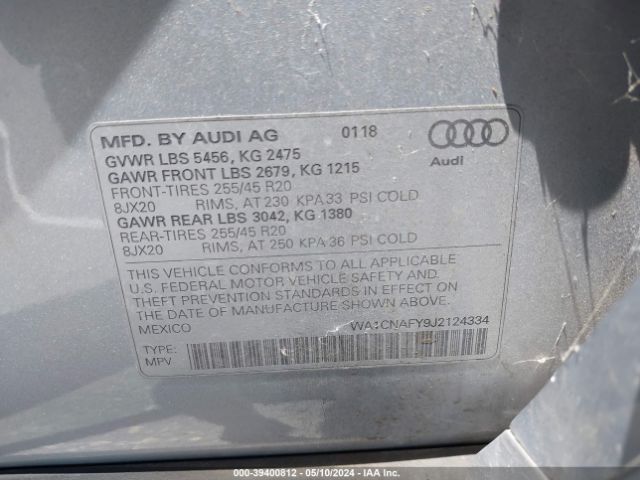 MFD. BY AUDI AG 0118
GVWR LBS 5456, KG 2475
GAWR FRONT LBS 2679, KG 1215
FRONT-TIRES 255/45 R20
8JX20 RIMS, AT 230 KPA 33 PSI COLD
GAWR REAR LBS 3042, KG 1380
REAR-TIRES 255/45 R20
8JX20 RIMS, AT 250 KPA 36 PSI COLD
Audi
THIS VEHICLE CONFORMS TO ALL APPLICABLE
U.S. FEDERAL MOTOR VEHICLE SAFETY AND
THEFT PREVENTION STANDARDS IN EFFECT ON
THE DATE OF MANUFACTURE SHOWN ABOVE.
MEXICO WA1CNAFY9J2124334
TYPE:
MPV
000-39400812 - 05/10/2024 - IAA Inc.